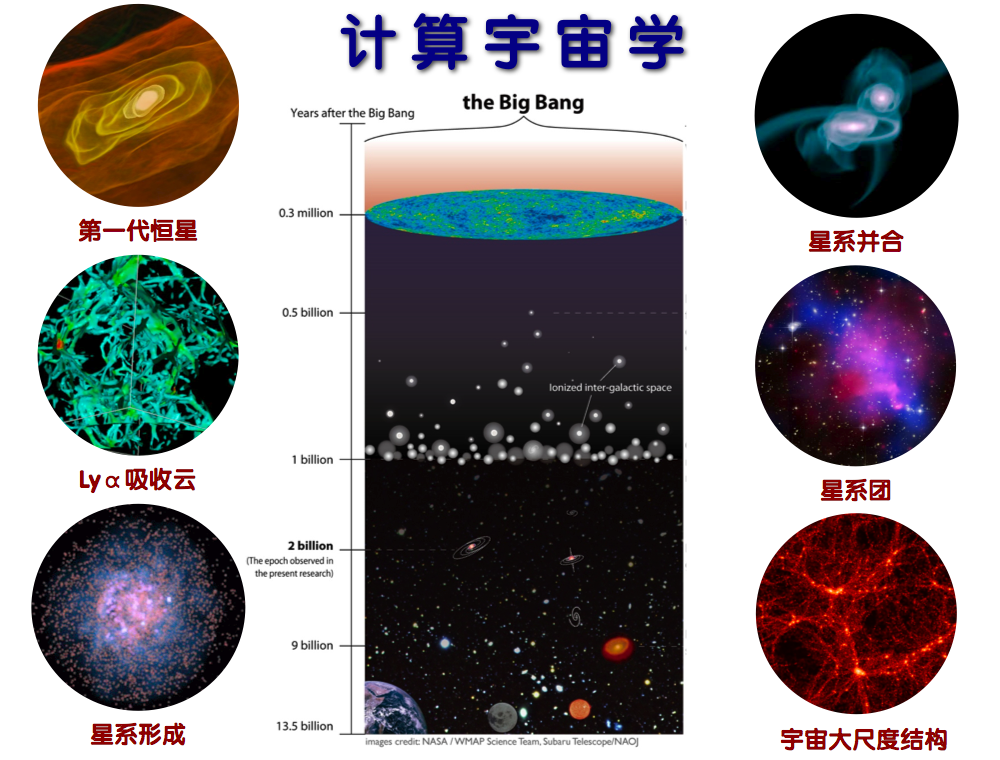 计算宇宙学
the Big Bang
Years after the Big Bang
0.3 million
0.5 billion
Ionized inter-galactic space
1 billion
2 billion
(The epoch observed in
the present research)
9 billion
13.5 billion
images credit: NASA / WMAP Science Team, Subaru Telescope/NAOJ
第一代恒星
Lyα吸收云
星系形成
星系并合
星系团
宇宙大尺度结构